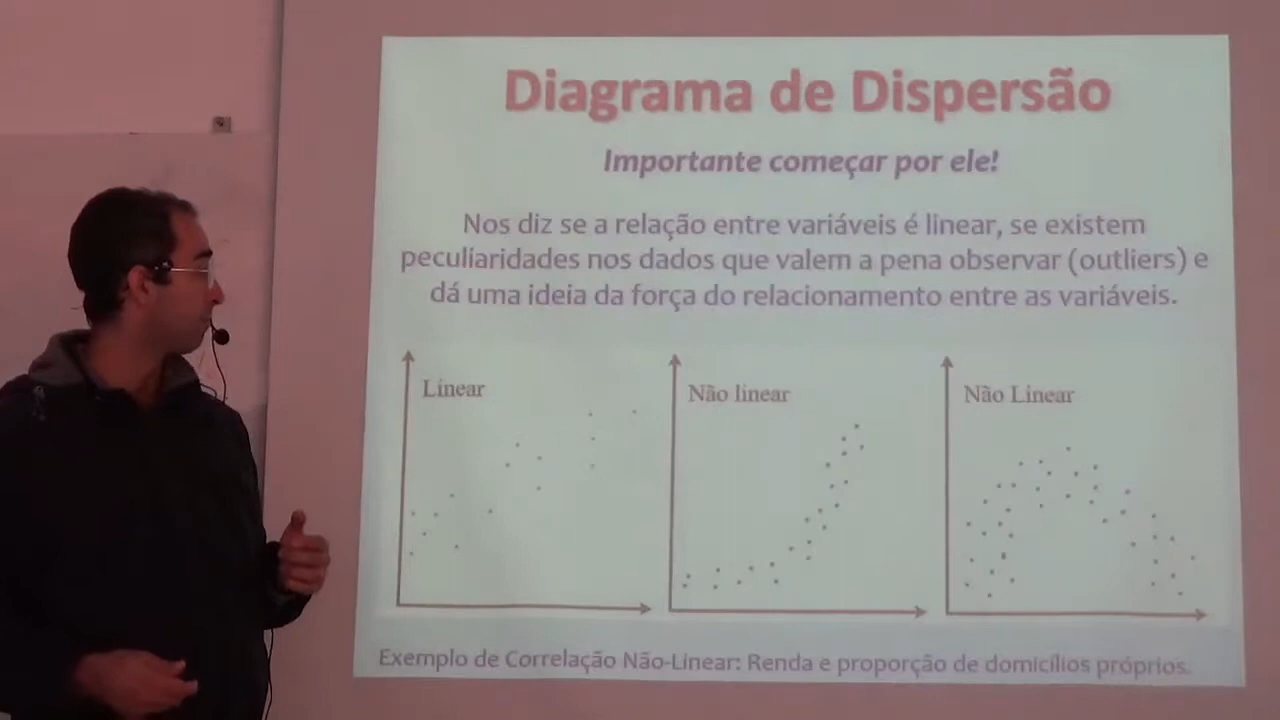 Diagrama de Dispersão
Importante começar por ele!
Nos diz se a relação entre variáveis é linear, se existem
peculiaridades nos dados que valem a pena observar (outliers) e
dá uma ideia da força do relacionamento entre as variáveis.
Linear
Não linear
Não Linear
Exemplo de Correlação Não-Linear: Renda e proporção de domicílios próprios.